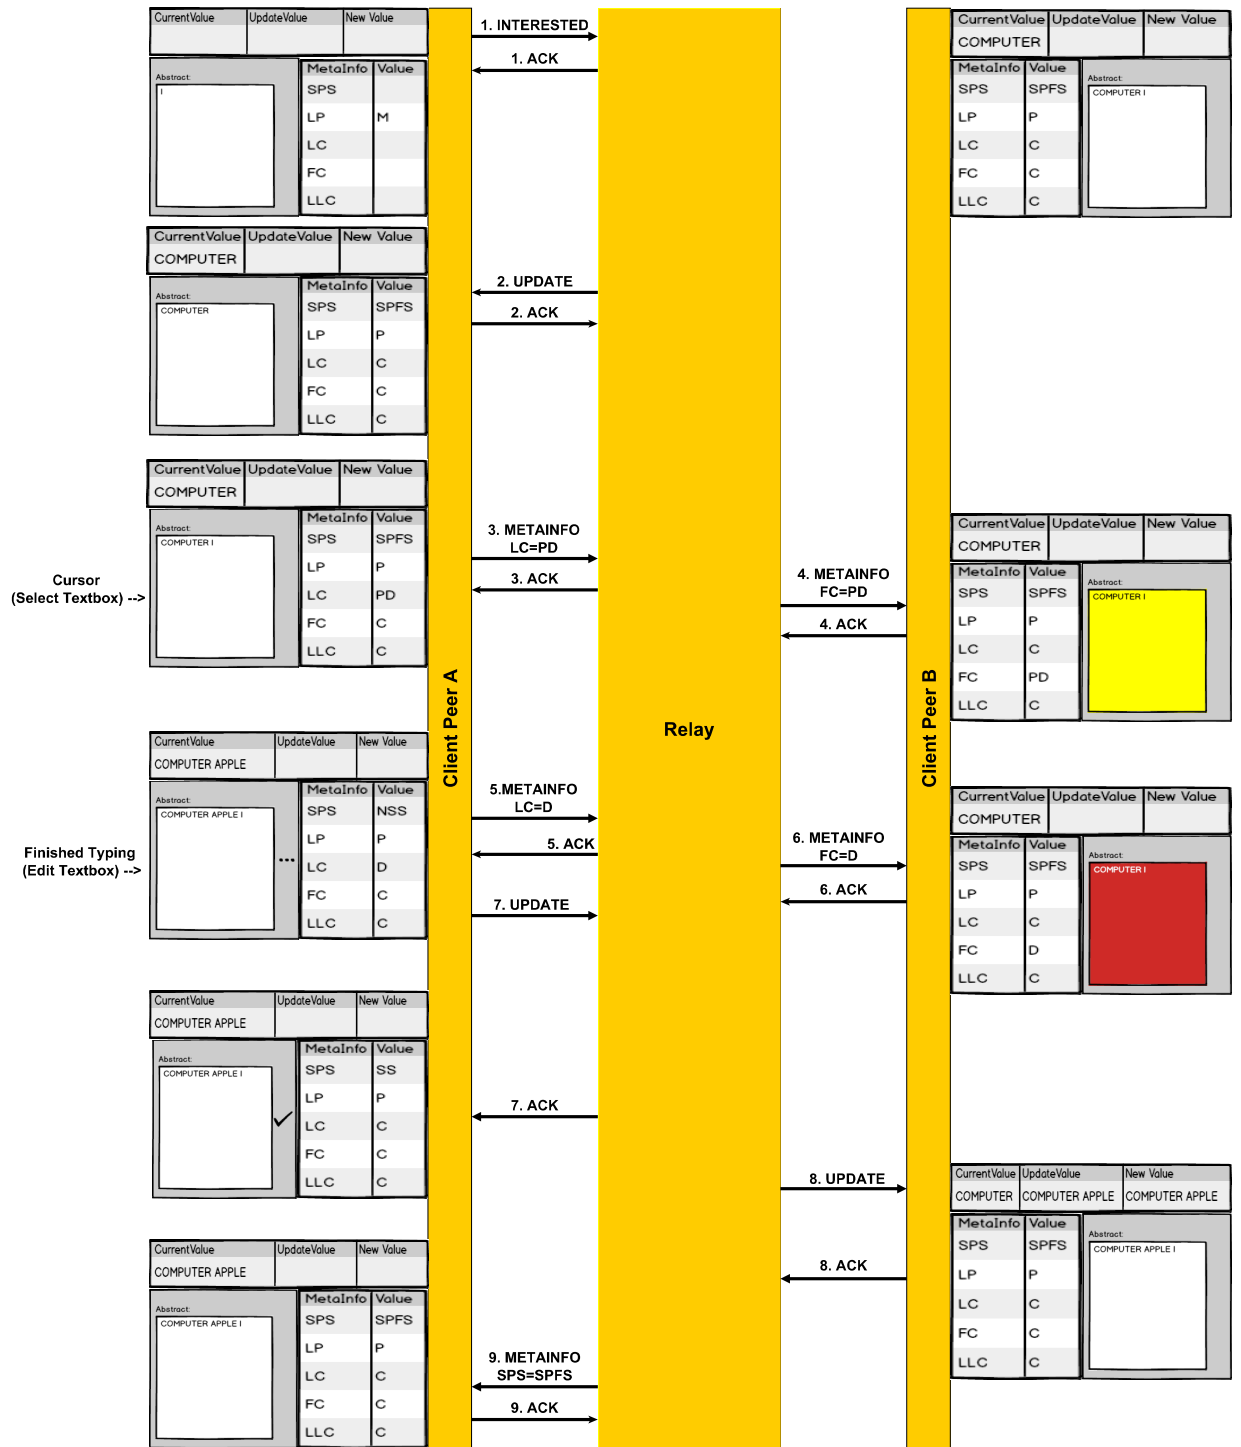 CurrentValue UpdateValue New Value
Abstract:
I
MetaInfo Value
SPS
LP M
LC
FC
LLC
1. INTERESTED
1. ACK
CurrentValue UpdateValue New Value
COMPUTER
MetaInfo Value
SPS SPFS
LP P
LC C
FC C
LLC C
Abstract:
COMPUTER I
CurrentValue UpdateValue New Value
COMPUTER
Abstract:
COMPUTER
MetaInfo Value
SPS SPFS
LP P
LC C
FC C
LLC C
2. UPDATE
2. ACK
Cursor
(Select Textbox) -->
CurrentValue UpdateValue New Value
COMPUTER
Abstract:
COMPUTER I
MetaInfo Value
SPS SPFS
LP P
LC PD
FC C
LLC C
3. METAINFO
LC=PD
3. ACK
4. METAINFO
FC=PD
4. ACK
CurrentValue UpdateValue New Value
COMPUTER
MetaInfo Value
SPS SPFS
LP P
LC C
FC PD
LLC C
Abstract:
COMPUTER I
Client Peer A
Relay
Client Peer B
Finished Typing
(Edit Textbox) -->
CurrentValue UpdateValue New Value
COMPUTER APPLE
Abstract:
COMPUTER APPLE I
...
MetaInfo Value
SPS NSS
LP P
LC D
FC C
LLC C
5.METAINFO
LC=D
5. ACK
6. METAINFO
FC=D
6. ACK
7. UPDATE
CurrentValue UpdateValue New Value
COMPUTER
MetaInfo Value
SPS SPFS
LP P
LC C
FC D
LLC C
Abstract:
COMPUTER I
CurrentValue UpdateValue New Value
COMPUTER APPLE
Abstract:
COMPUTER APPLE I
MetaInfo Value
SPS SS
LP P
LC C
FC C
LLC C
7. ACK
8. UPDATE
8. ACK
CurrentValue UpdateValue New Value
COMPUTER COMPUTER APPLE COMPUTER APPLE
MetaInfo Value
SPS SPFS
LP P
LC C
FC C
LLC C
Abstract:
COMPUTER APPLE I
CurrentValue UpdateValue New Value
COMPUTER APPLE
Abstract:
COMPUTER APPLE I
MetaInfo Value
SPS SPFS
LP P
LC C
FC C
LLC C
9. METAINFO
SPS=SPFS
9. ACK